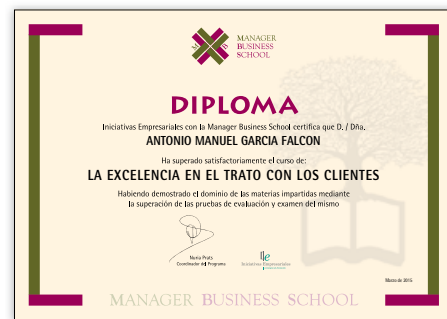 M B S
MANAGER
BUSINESS
SCHOOL
DIPLOMA
Iniciativas Empresariales con la Manager Business School certifica que D. / Dña.
ANTONIO MANUEL GARCIA FALCON
Ha superado satisfactoriamente el curso de:
LA EXCELENCIA EN EL TRATO CON LOS CLIENTES
Habiendo demostrado el dominio de las materias impartidas mediante
la superación de las pruebas de evaluación y examen del mismo
Nuria Prats
Coordinador del Programa
Ile
Iniciativas Empresariales
Marzo de 2015
MANAGER BUSINESS SCHOOL